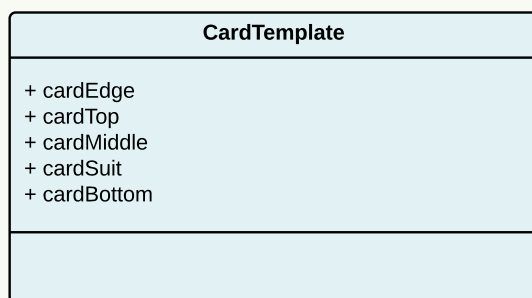 CardTemplate
+ cardEdge
+ cardTop
+ cardMiddle
+ cardSuit
+ cardBottom